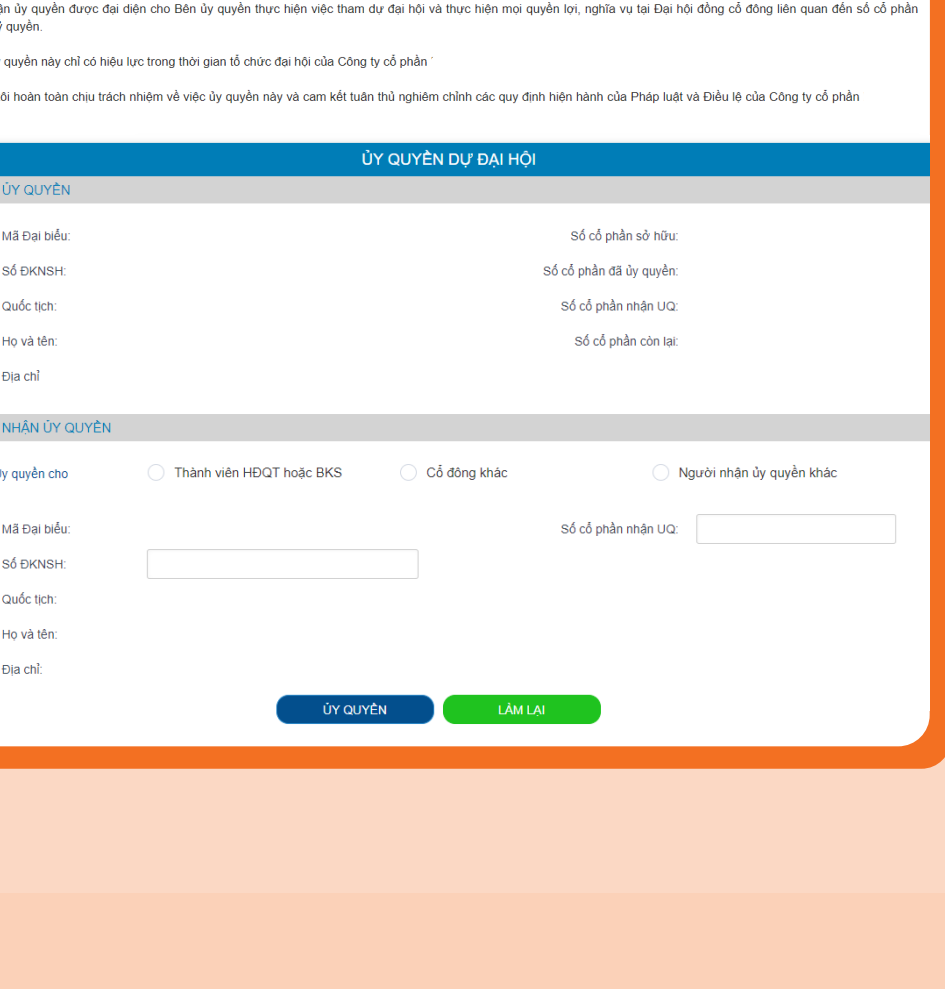 ủy quyền được đại diện cho Bên ủy quyền thực hiện việc tham dự đại hội và thực hiện mọi quyền lợi, nghĩa vụ tại Đại hội đồng cổ đông liên quan đến số cổ phần
quyền.
quyền này chỉ có hiệu lực trong thời gian tổ chức đại hội của Công ty cổ phần
hoàn toàn chịu trách nhiệm về việc ủy quyền này và cam kết tuân thủ nghiêm chỉnh các quy định hiện hành của Pháp luật và Điều lệ của Công ty cổ phần
ỦY QUYỀN DỰ ĐẠI HỘI
ỦY QUYỀN
Mã Đại biểu: Số cổ phần sở hữu:
Số ĐKNSH: Số cổ phần đã ủy quyền:
Quốc tịch: Số cổ phần nhận UQ:
Họ và tên: Số cổ phần còn lại:
Địa chỉ
NHẬN ỦY QUYỀN
quyền cho Thành viên HĐQT hoặc BKS Cổ đông khác Người nhận ủy quyền khác
Mã Đại biểu: Số cổ phần nhận UQ:
Số ĐKNSH:
Quốc tịch:
Họ và tên:
Địa chỉ:
ỦY QUYỀN LÀM LẠI